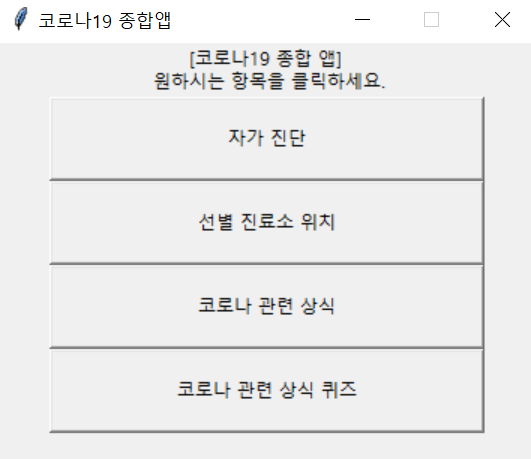 코로나19 종합앱
[코로나19 종합 앱]
원하시는 항목을 클릭하세요.
자가 진단
선별 진료소 위치
코로나 관련 상식
코로나 관련 상식 퀴즈